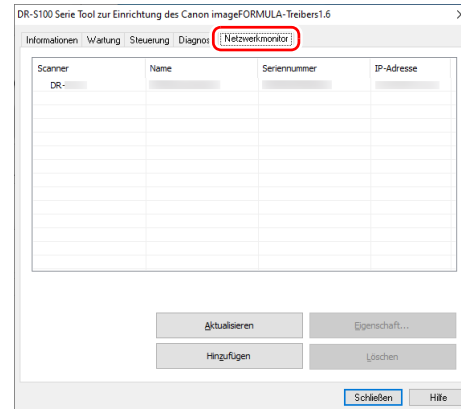 DR-S100 Serie Tool zur Einrichtung des Canon imageFORMULA-Treibers1.6
Informationen Wartung Steuerung Diagnos Netzwerkmonitor
Scanner Name Seriennummer IP-Adresse
DR-
Aktualisieren Eigenschaft...
Hinzufügen Löschen
Schließen Hilfe